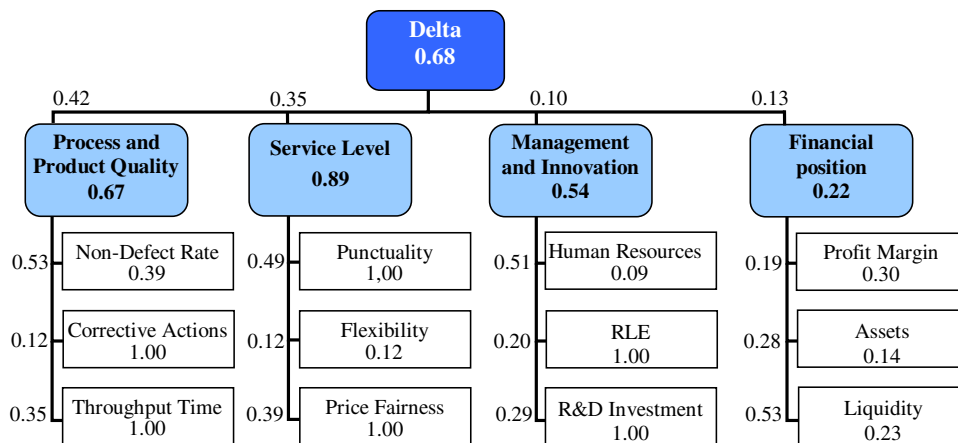 Delta
0.68
0.42 0.35 0.10 0.13
Process and
Product Quality
0.67
Service Level
0.89
Management
and Innovation
0.54
Financial
position
0.22
0.53 Non-Defect Rate
0.39
0.49 Punctuality
1,00
0.51 Human Resources
0.09
0.19 Profit Margin
0.30
0.12 Corrective Actions
1.00
0.12 Flexibility
0.12
0.20 RLE
1.00
0.28 Assets
0.14
0.35 Throughput Time
1.00
0.39 Price Fairness
1.00
0.29 R&D Investment
1.00
0.53 Liquidity
0.23